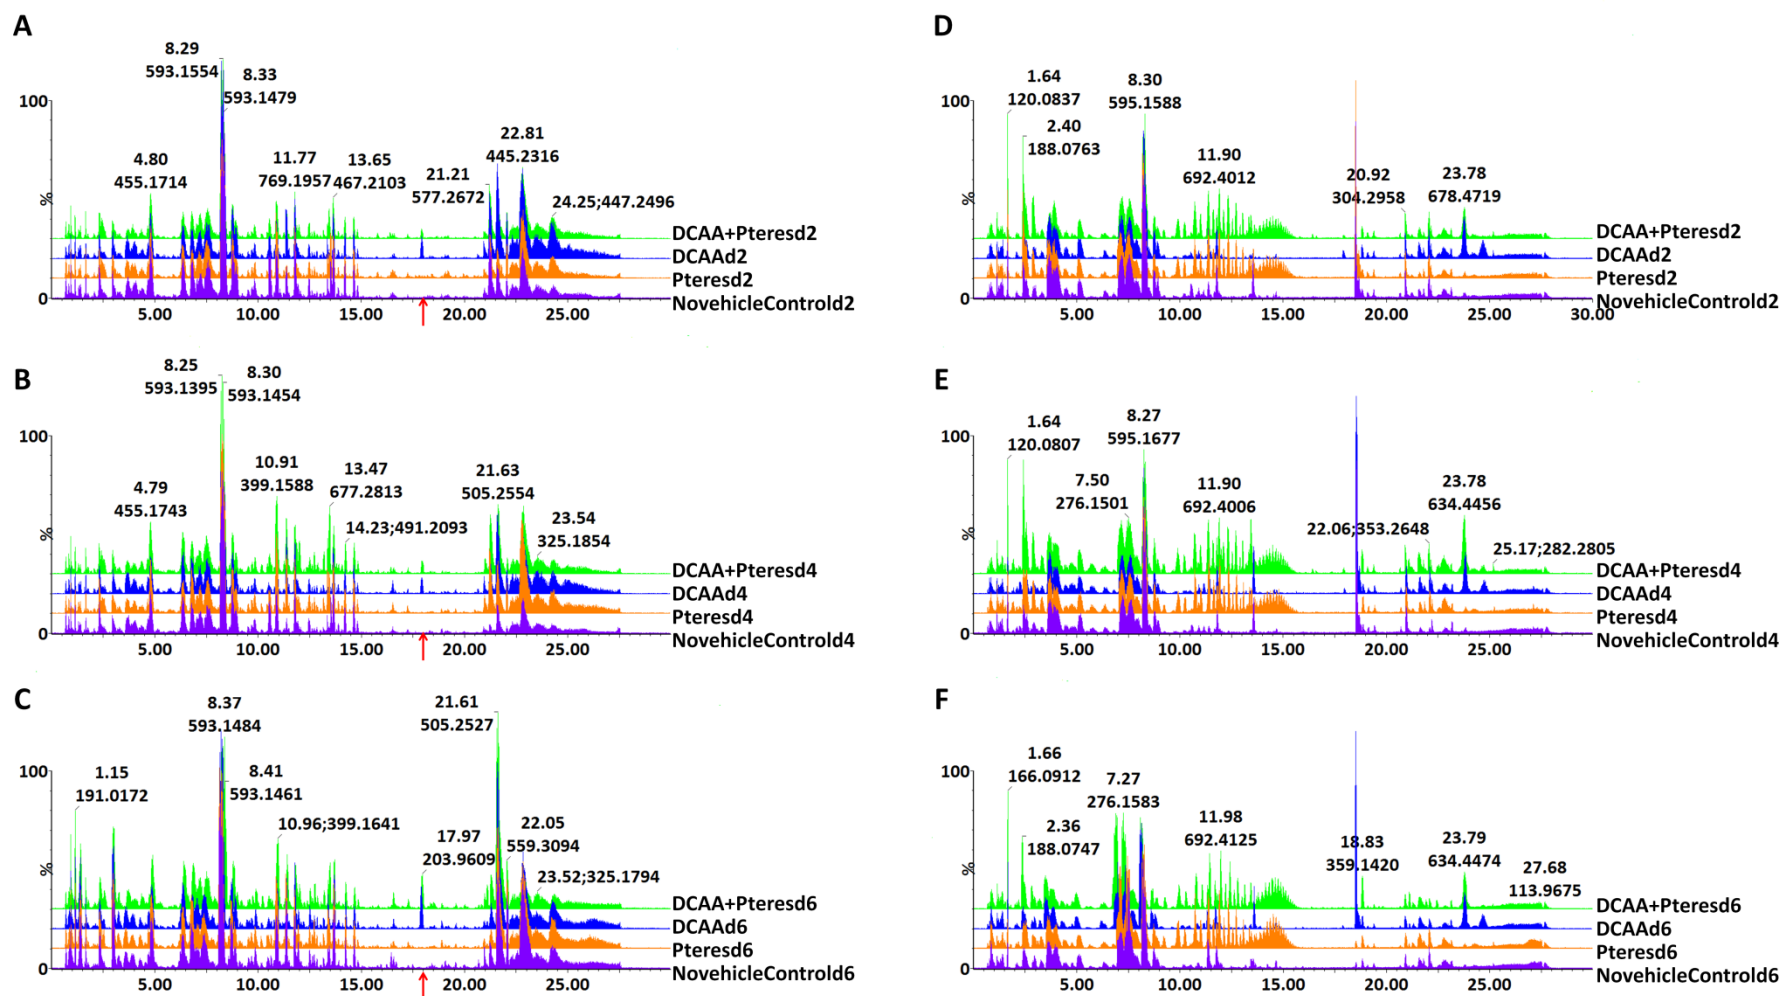 A
8.29
593.1554
8.33
593.1479
100
4.80
455.1714
11.77
769.1957
13.65
467.2103
21.21
577.2672
22.81
445.2316
24.25;447.2496
%
0
DCAA+Pteresd2
DCAAd2
Pteresd2
NovehicleControld2
5.00 10.00 15.00 20.00 25.00
B
8.25
593.1395
8.30
593.1454
100
4.79
455.1743
10.91
399.1588
13.47
677.2813
14.23;491.2093
21.63
505.2554
23.54
325.1854
%
0
DCAA+Pteresd4
DCAAd4
Pteresd4
NovehicleControld4
5.00 10.00 15.00 20.00 25.00
C
8.37
593.1484
21.61
505.2527
100
1.15
191.0172
8.41
593.1461
10.96;399.1641
17.97
203.9609
22.05
559.3094
23.52;325.1794
%
0
DCAA+Pteresd6
DCAAd6
Pteresd6
NovehicleControld6
5.00 10.00 15.00 20.00 25.00
D
1.64
120.0837
8.30
595.1588
100
2.40
188.0763
11.90
692.4012
20.92
304.2958
23.78
678.4719
%
0
DCAA+Pteresd2
DCAAd2
Pteresd2
NovehicleControld2
5.00 10.00 15.00 20.00 25.00 30.00
E
1.64
120.0807
8.27
595.1677
100
7.50
276.1501
11.90
692.4006
23.78
634.4456
22.06;353.2648
25.17;282.2805
%
0
DCAA+Pteresd4
DCAAd4
Pteresd4
NovehicleControld4
5.00 10.00 15.00 20.00 25.00
F
1.66
166.0912
7.27
276.1583
100
2.36
188.0747
11.98
692.4125
18.83
359.1420
23.79
634.4474
27.68
113.9675
%
0
DCAA+Pteresd6
DCAAd6
Pteresd6
NovehicleControld6
5.00 10.00 15.00 20.00 25.00